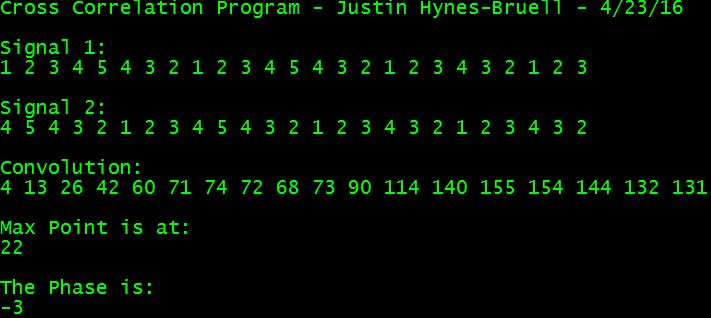 Cross Correlation Program - Justin Hynes-Bruell - 4/23/16
Signal 1:
1 2 3 4 5 4 3 2 1 2 3 4 5 4 3 2 1 2 3 4 3 2 1 2 3
Signal 2:
4 5 4 3 2 1 2 3 4 5 4 3 2 1 2 3 4 3 2 1 2 3 4 3 2
Convolution:
4 13 26 42 60 71 74 72 68 73 90 114 140 155 154 144 132 131
Max Point is at:
22
The Phase is:
-3